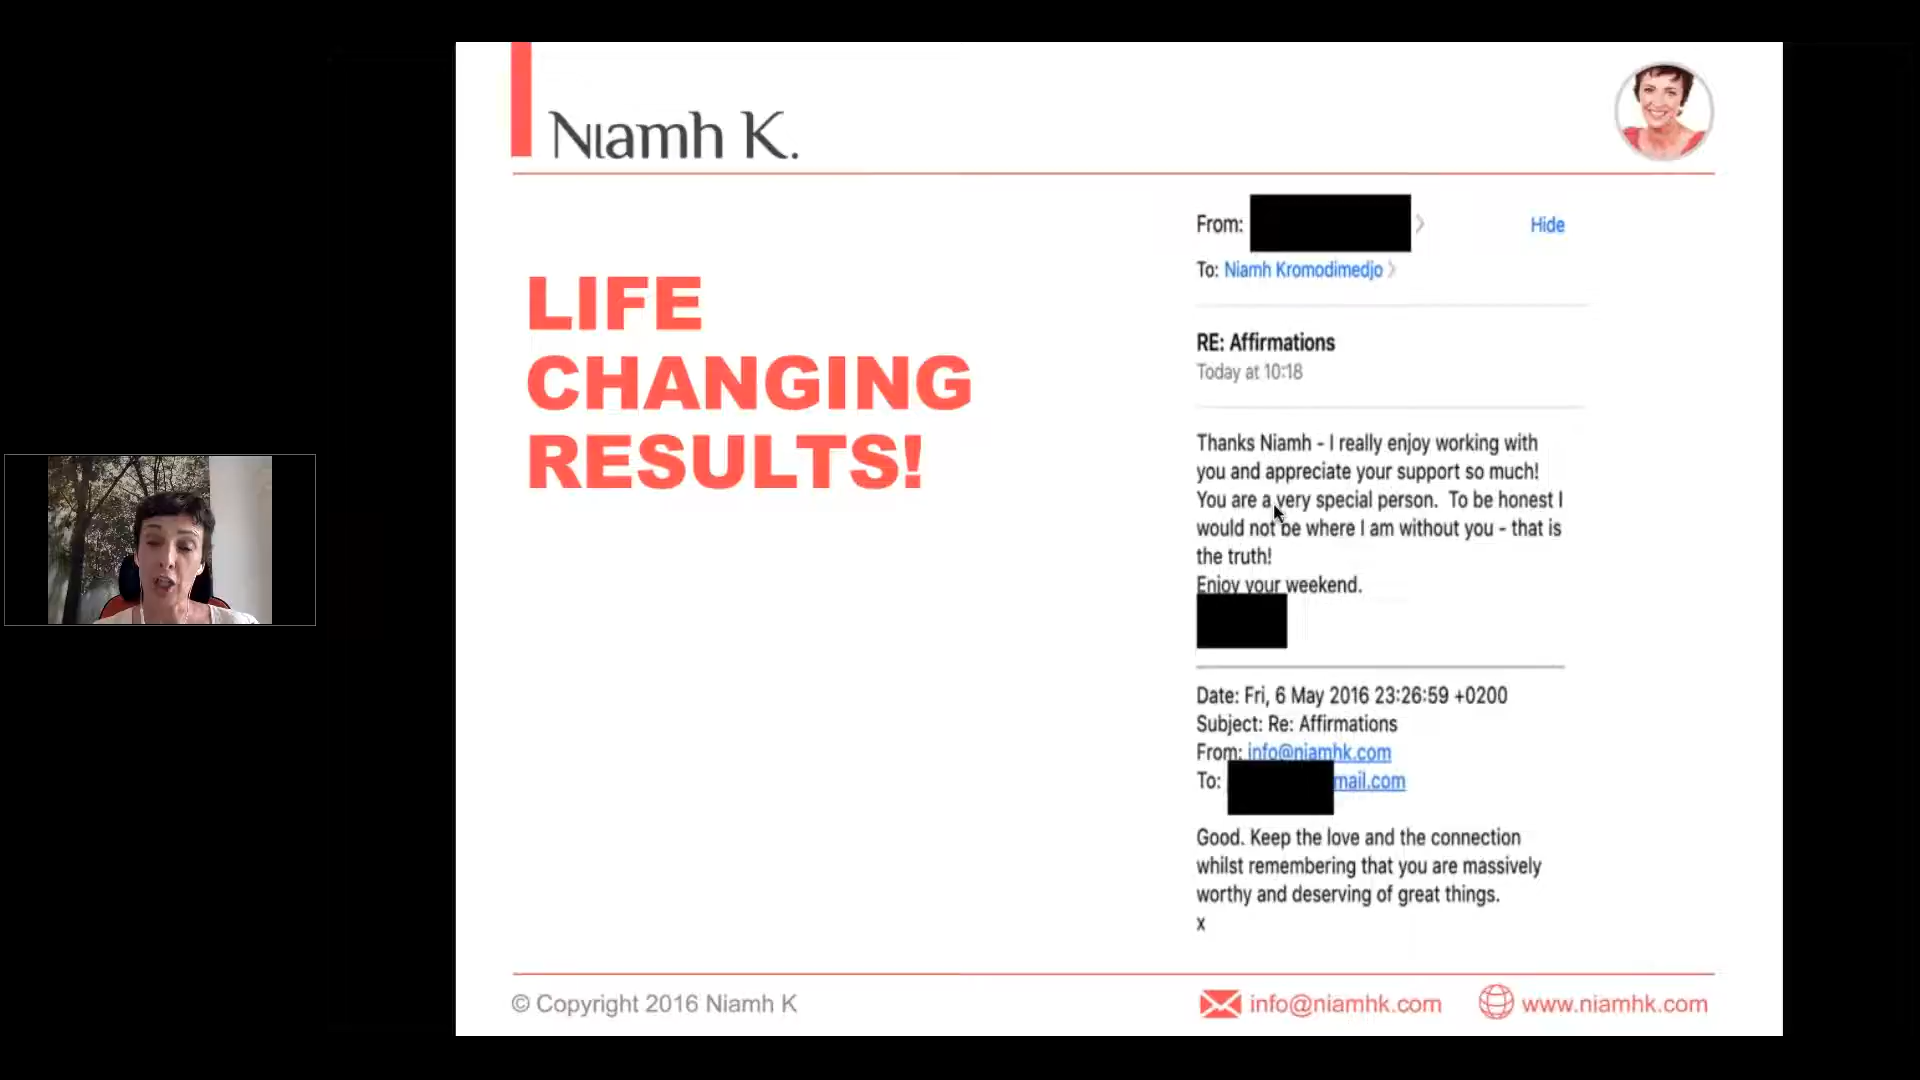 Niamh K.
LIFE
CHANGING
RESULTS!
From:
Hide
To: Niamh Kromodimedjo
RE: Affirmations
Today at 10:18
Thanks Niamh - I really enjoy working with
you and appreciate your support so much!
You are a very special person. To be honest I
would not be where I am without you - that is
the truth!
Enjoy your weekend.
Date: Fri, 6 May 2016 23:26:59 +0200
Subject: Re: Affirmations
From: info@niamhk.com
To: mail.com
Good. Keep the love and the connection
whilst remembering that you are massively
worthy and deserving of great things.
x
© Copyright 2016 Niamh K
info@niamhk.com
www.niamhk.com